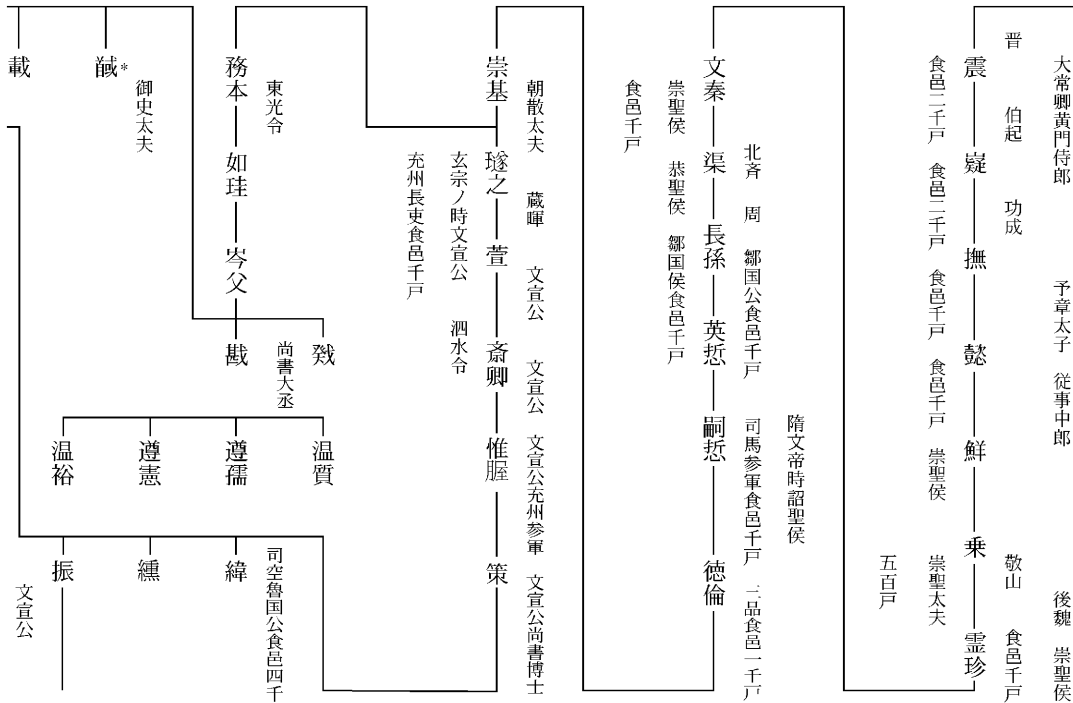 大常卿黄門侍郎
予章太子
従事中郎
後魏
崇聖侯
晋
伯起
功成
敬山
食邑千戸
震
嶷
撫
懿
鮮
乗
霊珍
食邑二千戸
食邑二千戸
食邑千戸
食邑千戸
崇聖侯
崇聖太夫
五百戸
隋文帝時詔聖侯
北斉
周
鄒国公食邑千戸
司馬参軍食邑千戸
二品食邑一千戸
文秦
渠
長孫
英悊
嗣悊
徳倫
崇聖侯
恭聖侯
鄒国侯食邑千戸
食邑千戸
朝散太夫
蔵暉
文宣公
文宣公
文宣公充州参軍
文宣公尚書博士
崇基
璲之
萱
斎卿
惟腥
策
玄宗ノ時文宣公
泗水令
充州長吏食邑千戸
東光令
務本
如珪
岑父
戡
尚書大丞
御史太夫
載
温質
遵孺
遵憲
温裕
司空魯国公食邑四千
緯
纁
振
文宣公